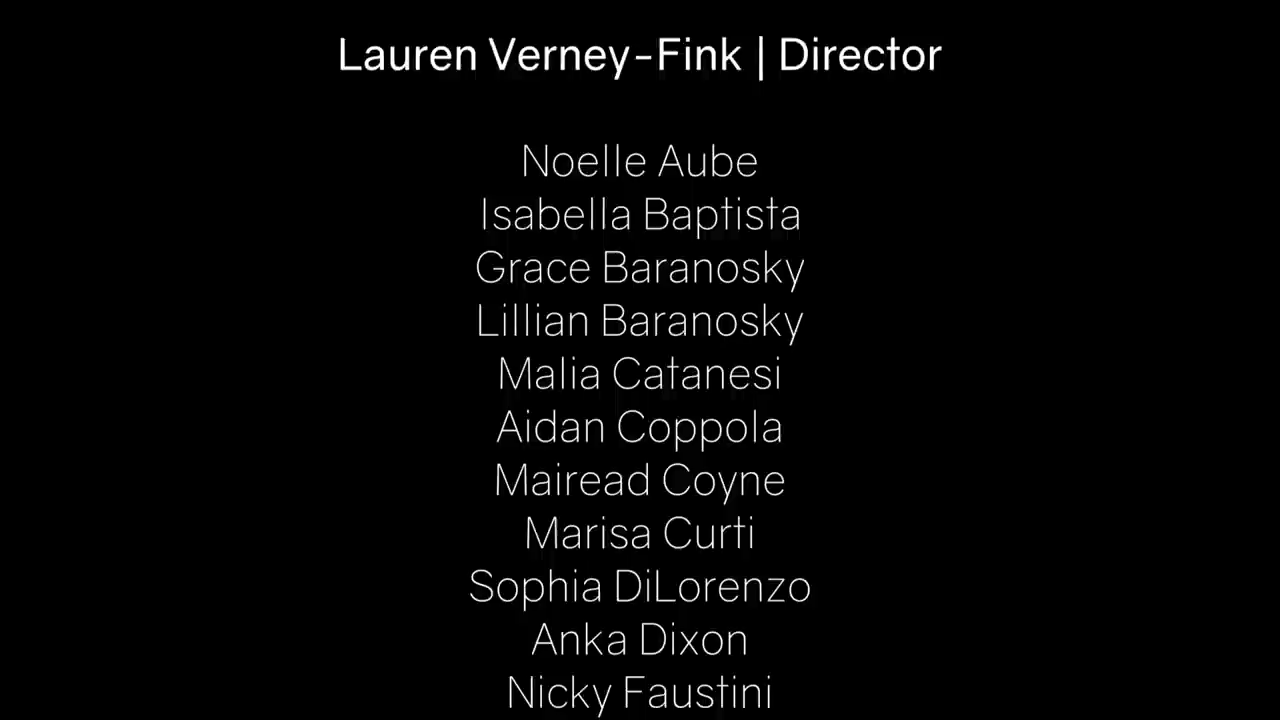 Lauren Verney-Fink | Director
Noelle Aube
Isabella Baptista
Grace Baranosky
Lillian Baranosky
Malia Catanesi
Aidan Coppola
Mairead Coyne
Marisa Curti
Sophia DiLorenzo
Anka Dixon
Nicky Faustini